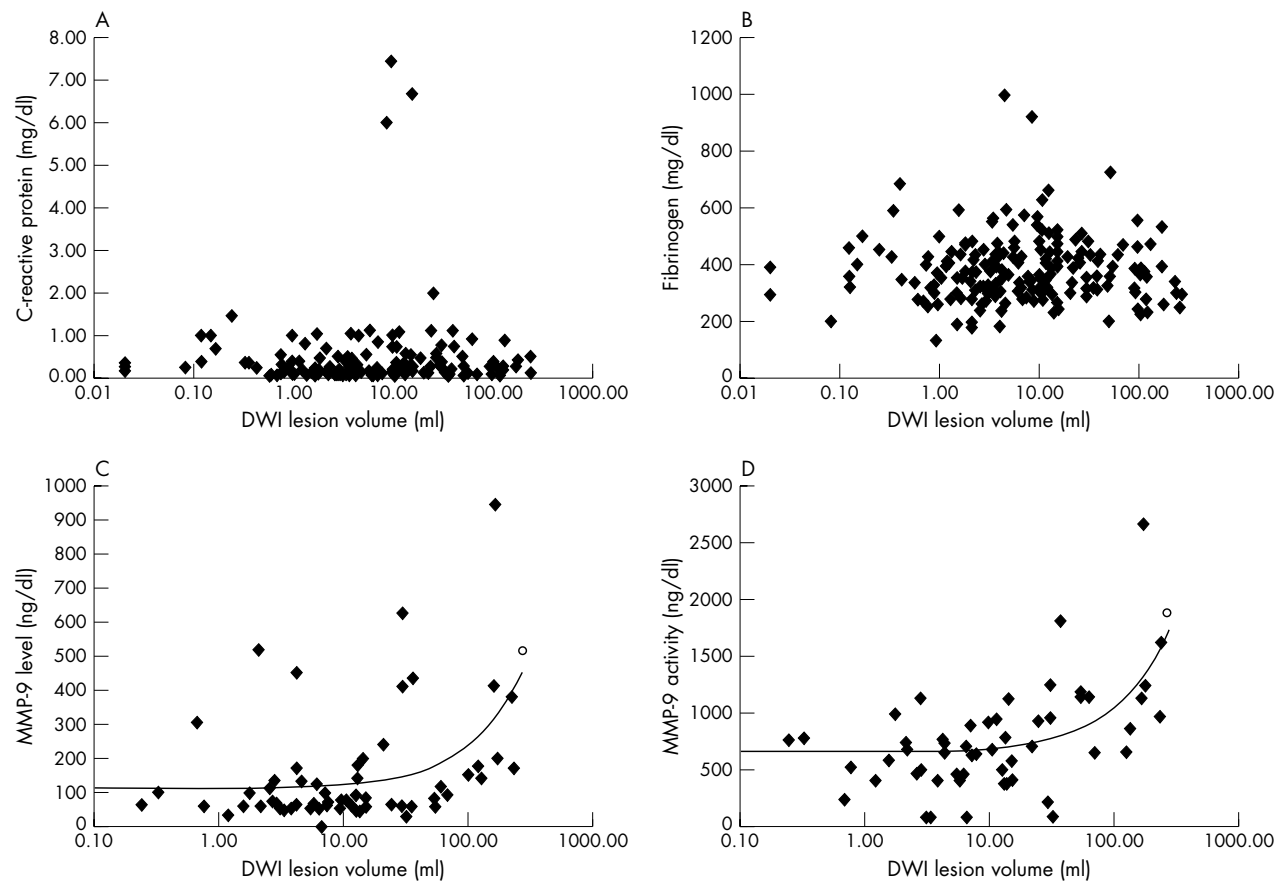 A
8.00
7.00
6.00
5.00
4.00
3.00
2.00
1.00
0.00
C-reactive protein (mg/dl)
0.01 0.10 1.00 10.00 100.00 1000.00
DWI lesion volume (ml)
B
1200
1000
800
600
400
200
0
Fibrinogen (mg/dl)
0.01 0.10 1.00 10.00 100.00 1000.00
DWI lesion volume (ml)
C
1000
900
800
700
600
500
400
300
200
100
0
MMP-9 level (ng/dl)
0.10 1.00 10.00 100.00 1000.00
DWI lesion volume (ml)
D
3000
2500
2000
1500
1000
500
0
MMP-9 activity (ng/dl)
0.10 1.00 10.00 100.00 1000.00
DWI lesion volume (ml)